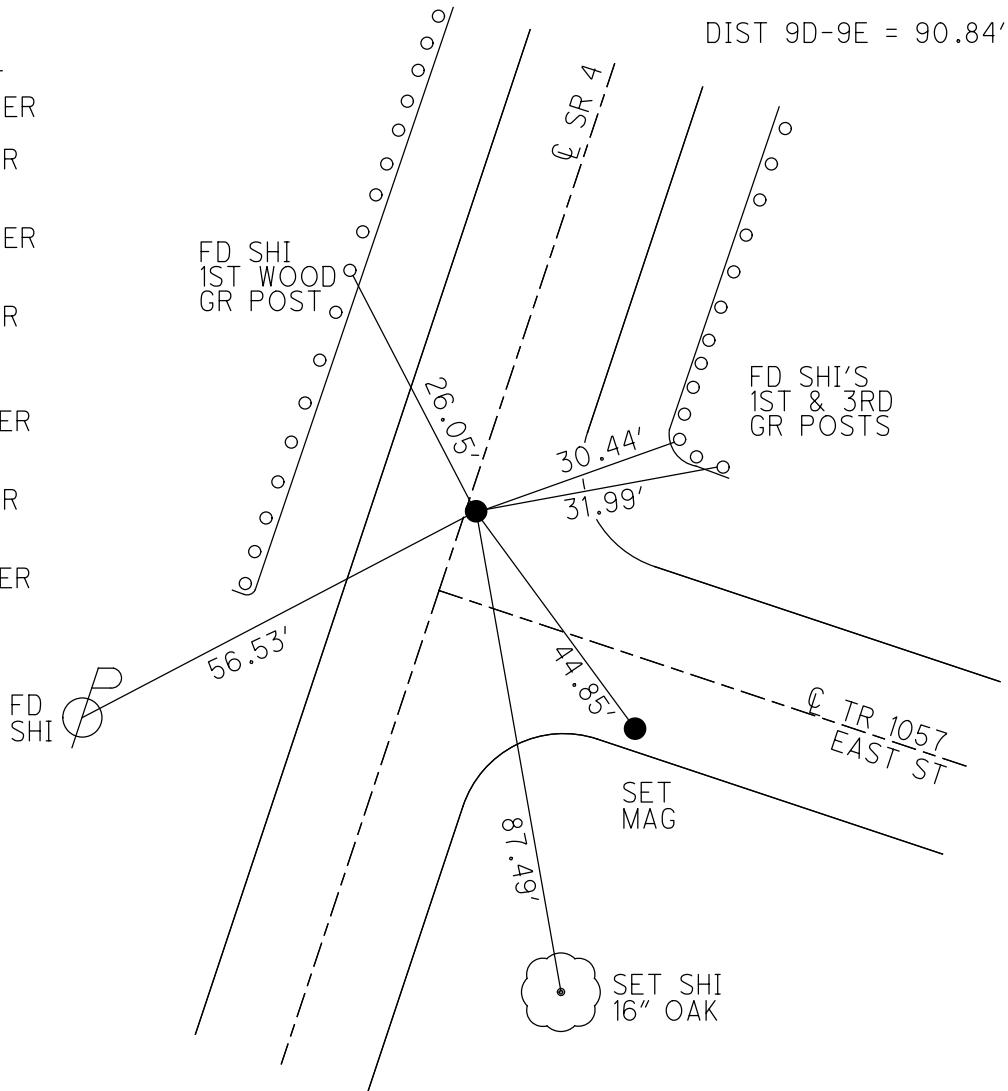 DIST 9D-9E = 90.84'
ER
R
ER
R
ER
R
ER
℄ SR 4
FD SHI
1ST WOOD
GR POST
26.05'
FD SHI'S
1ST & 3RD
GR POSTS
30.44'
31.99'
56.53'
FD
SHI
44.85'
℄ TR 1057
EAST ST
SET
MAG
87.49'
SET SHI
16" OAK